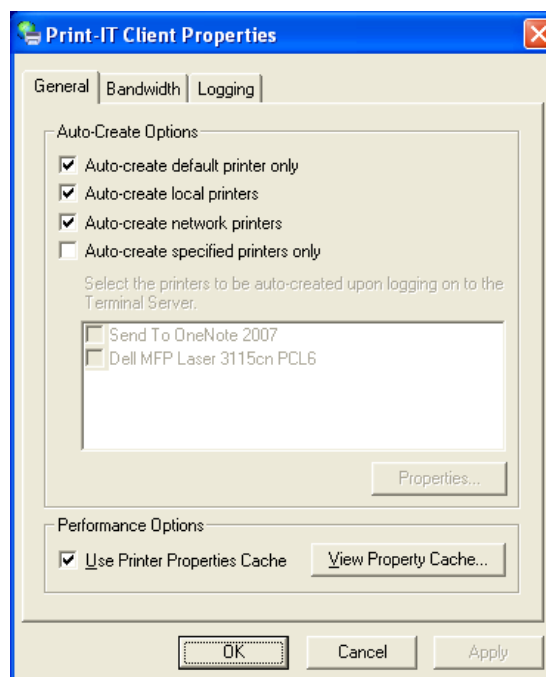 Print-IT Client Properties
General Bandwidth Logging
Auto-Create Options
Auto-create default printer only
Auto-create local printers
Auto-create network printers
Auto-create specified printers only
Select the printers to be auto-created upon logging on to the
Terminal Server.
Send To OneNote 2007
Dell MFP Laser 3115cn PCL6
Properties...
Performance Options
Use Printer Properties Cache View Property Cache...
OK Cancel Apply